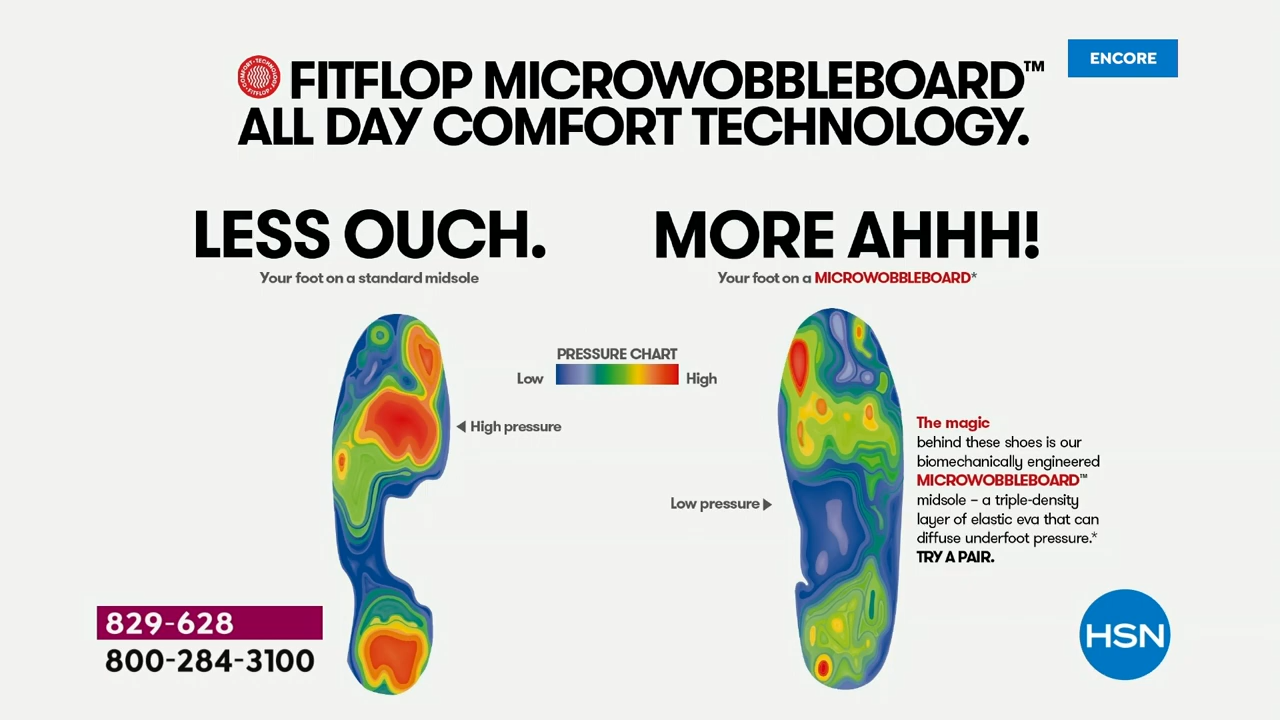 ENCORE
FITFLOP MICROWOBBLEBOARD™
ALL DAY COMFORT TECHNOLOGY.
LESS OUCH.
Your foot on a standard midsole
MORE AHHH!
Your foot on a MICROWOBBLEBOARD*
PRESSURE CHART
Low
High
High pressure
Low pressure
The magic
behind these shoes is our
biomechanically engineered
MICROWOBBLEBOARD™
midsole – a triple-density
layer of elastic eva that can
diffuse underfoot pressure.*
TRY A PAIR.
829-628
800-284-3100
HSN